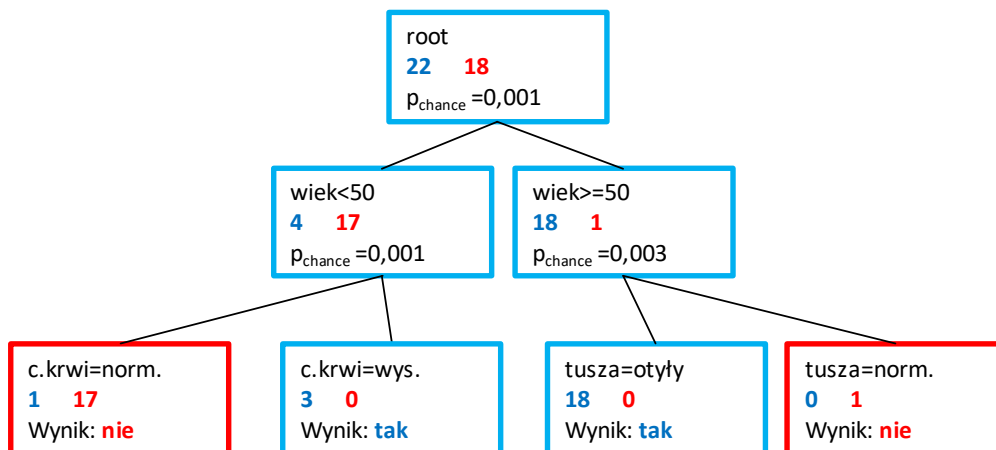 root
22 18
pchance =0,001
wiek<50
4 17
pchance =0,001
wiek>=50
18 1
pchance =0,003
c.krwi=norm.
1 17
Wynik: nie
c.krwi=wys.
3 0
Wynik: tak
tusza=otyły
18 0
Wynik: tak
tusza=norm.
0 1
Wynik: nie